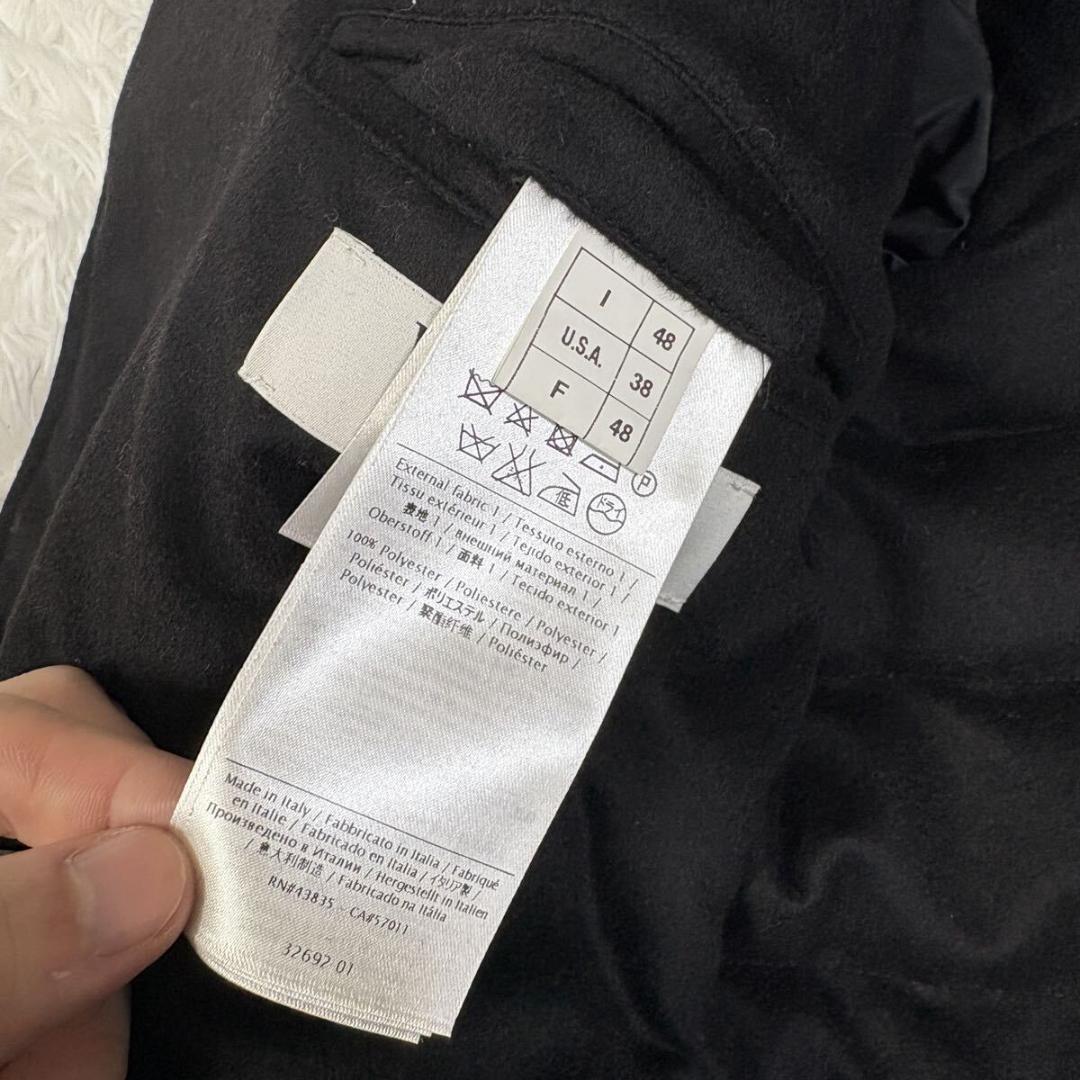 I 48
U.S.A. 38
F 48
P
低 ドライ
External fabric 1 / Tessuto esterno 1 /
Tissu extérieur 1 / Tejido exterior 1 /
表地 1 / внешний материал 1 /
Oberstoff 1 / 面料 1 / Tecido exterior 1
100% Polyester / Poliestere / Polyester /
Poliéster / ポリエステル / Полиэфир /
Polyester / 聚酯纤维 / Poliéster
Made in Italy / Fabbricato in Italia / Fabriqué
en Italie / Fabricado en Italia / イタリア製 /
Произведено в Италии / Hergestellt in Italien
/ 意大利制造 / Fabricado na Itália
RN#43835 - CA#57011
32692 01